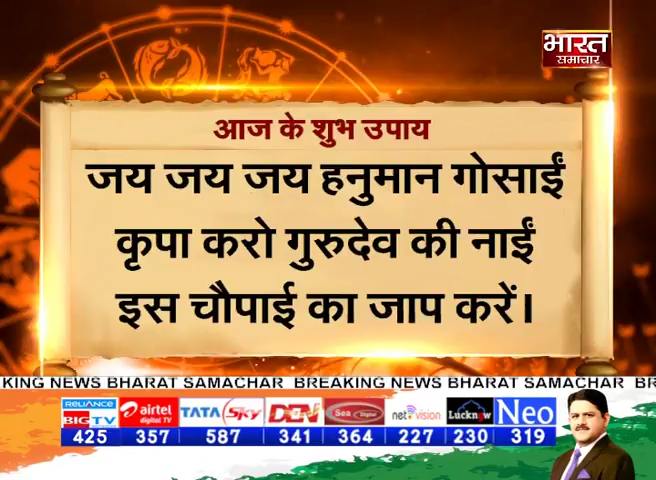 भारत
समाचार
आज के शुभ उपाय
जय जय जय हनुमान गोसाईं
कृपा करो गुरुदेव की नाईं
इस चौपाई का जाप करें।
KING NEWS BHARAT SAMACHAR BREAKING NEWS BHARAT SAMACHAR BR
RELIANCE BIG TV airtel digital TV TATA Sky DEN Sea Digital net vision Lucknow Neo
425 357 587 341 364 227 230 319